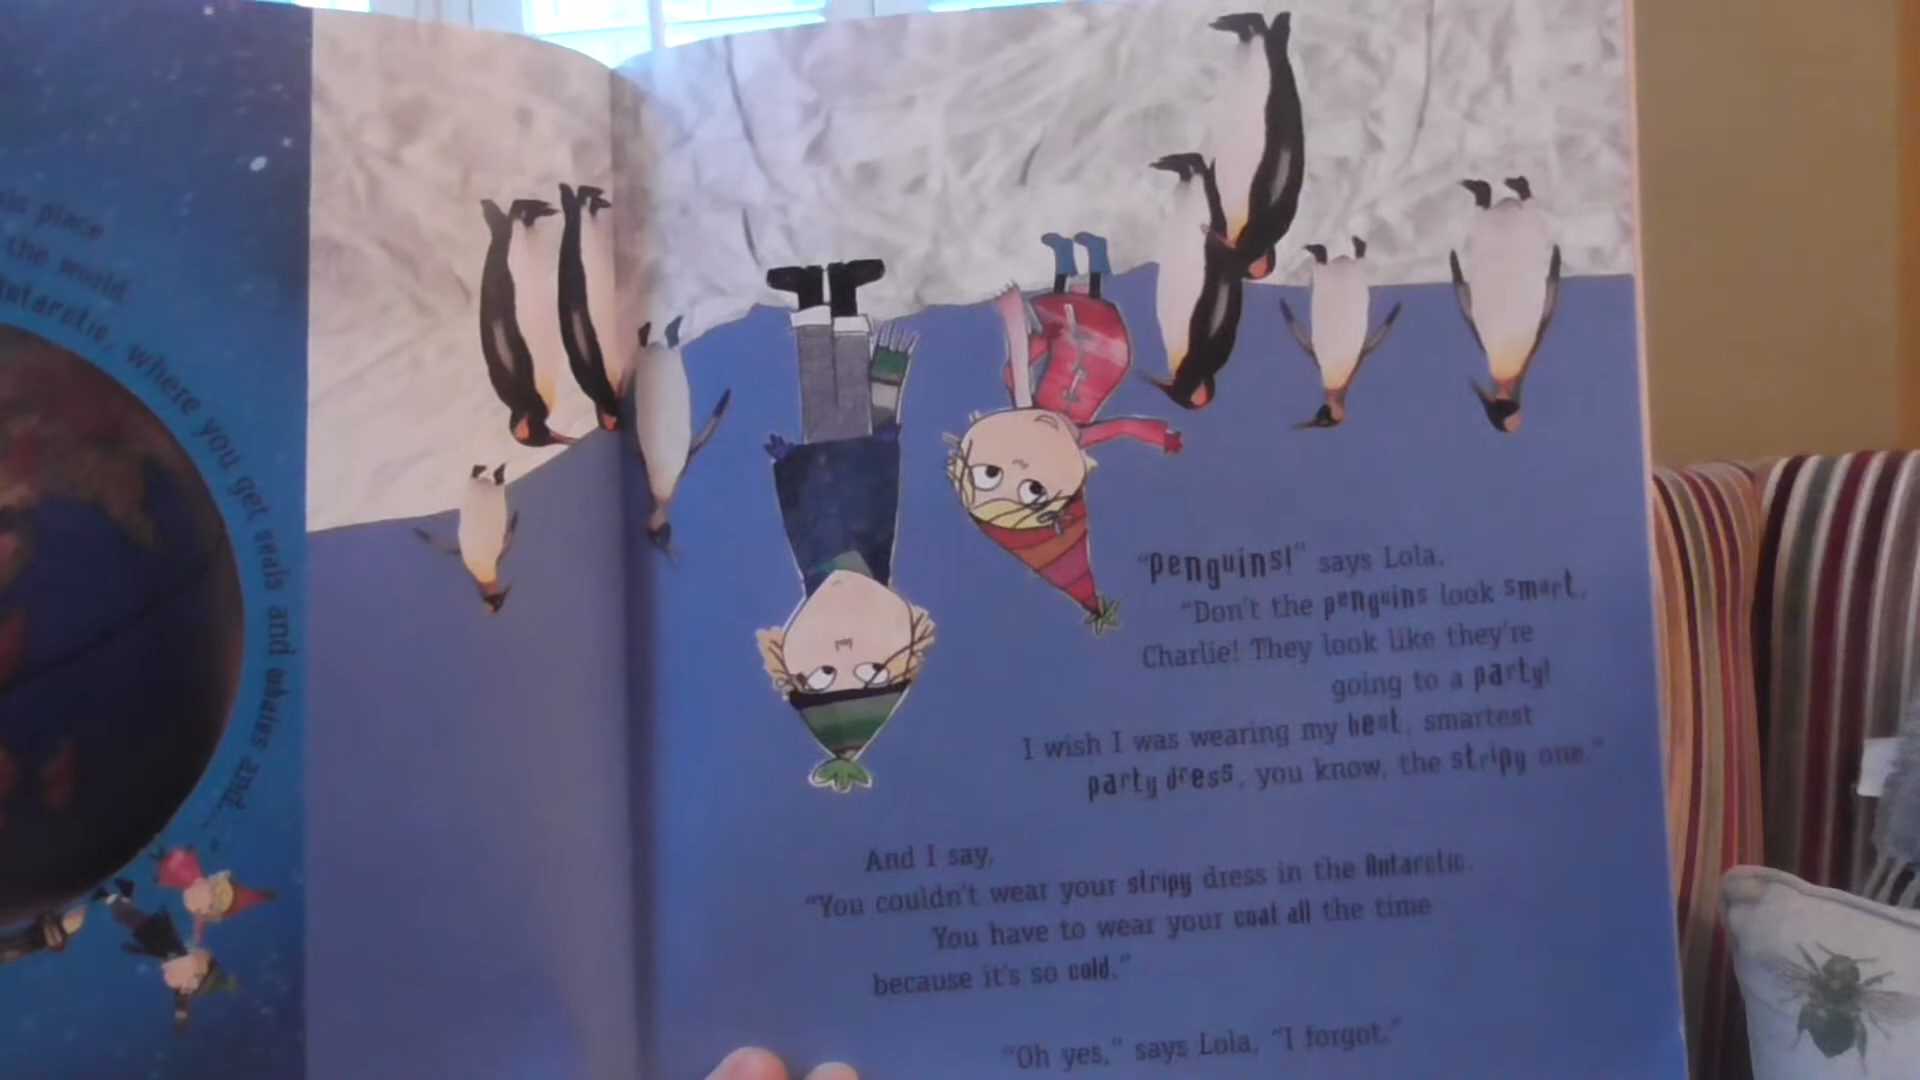 place
the world.
Antarctic, where you get seals and whales and...
"Penguins!" says Lola.
"Don't the penguins look smart,
Charlie! They look like they're
going to a party!
I wish I was wearing my best, smartest
party dress, you know, the stripy one."
And I say,
"You couldn't wear your stripy dress in the Antarctic.
You have to wear your coat all the time
because it's so cold."
"Oh yes," says Lola, "I forgot."